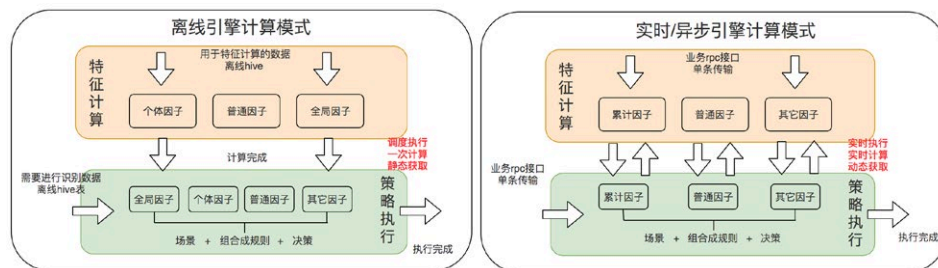 离线引擎计算模式
用于特征计算的数据
离线hive
特征计算
个体因子
普通因子
全局因子
计算完成
调度执行
一次计算
静态获取
需要进行识别数据
离线hive表
全局因子
个体因子
普通因子
其它因子
策略执行
场景 + 组合成规则 + 决策
执行完成
实时/异步引擎计算模式
业务rpc接口
单条传输
特征计算
累计因子
普通因子
其它因子
实时执行
实时计算
动态获取
业务rpc接口
单条传输
累计因子
普通因子
其它因子
策略执行
场景 + 组合成规则 + 决策
执行完成